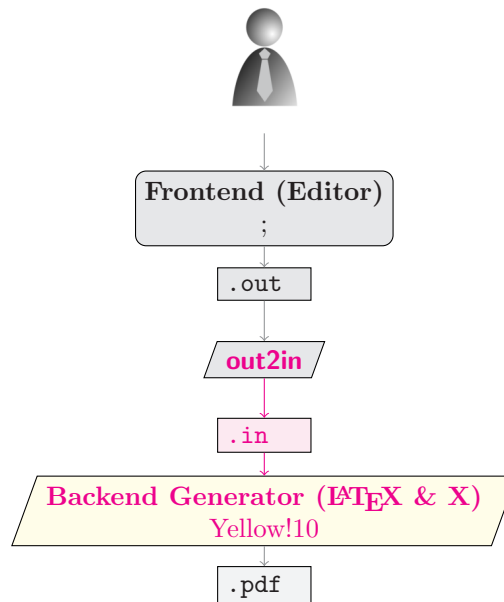 Frontend (Editor)
;
.out
out2in
.in
Backend Generator (LATEX & X)
Yellow!10
.pdf